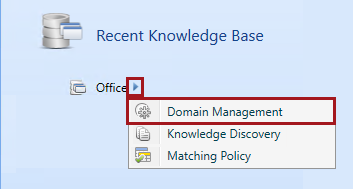 Recent Knowledge Base
Office
Domain Management
Knowledge Discovery
Matching Policy